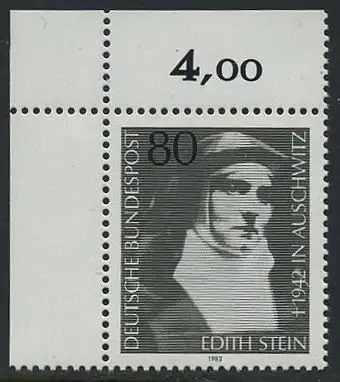 4,00
80
DEUTSCHE BUNDESPOST
†1942 IN AUSCHWITZ
EDITH STEIN
1983